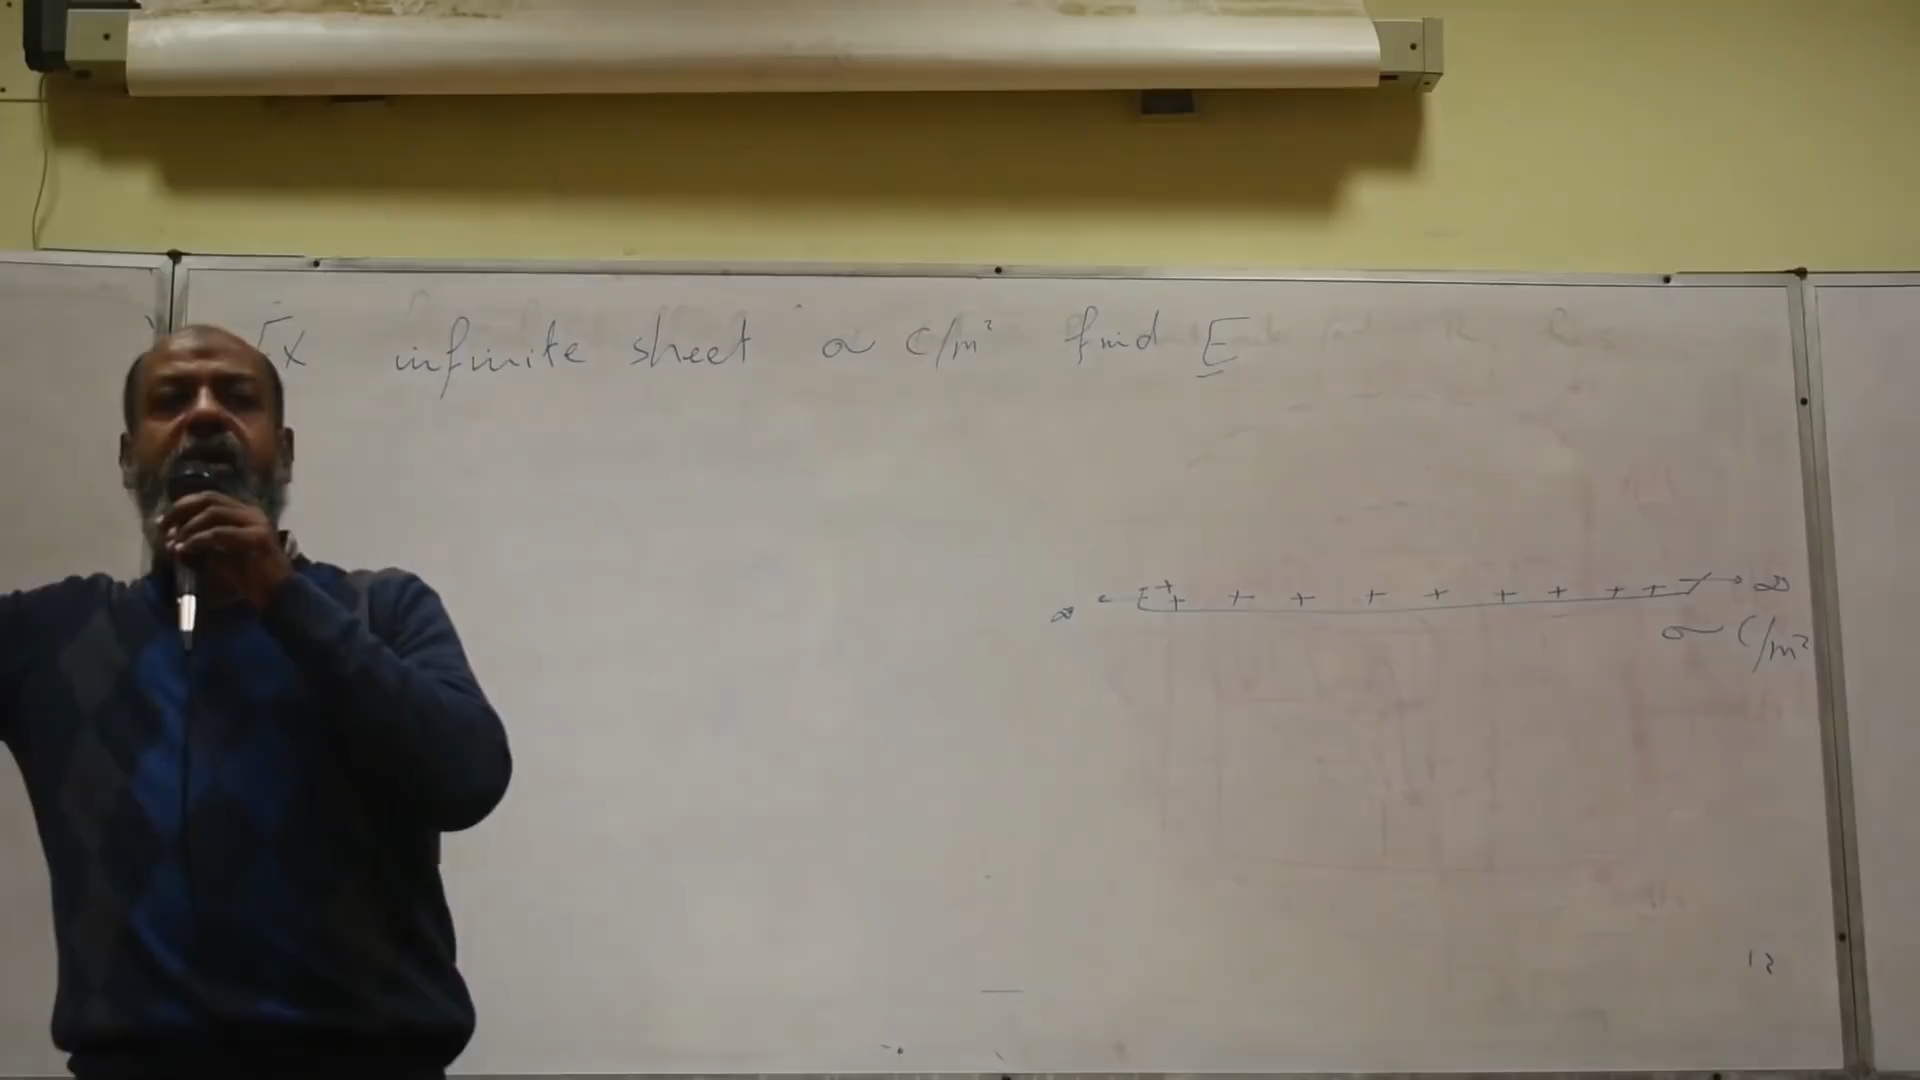 Ex infinite sheet σ C/m² find E
+ + + + + + + + +
∞ ∞
σ C/m²
13